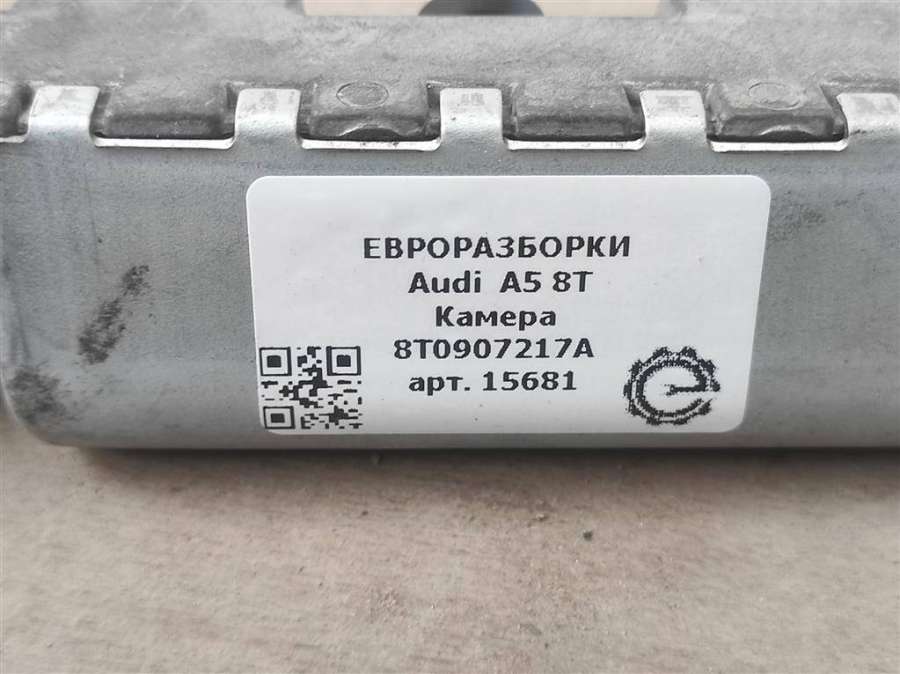 ЕВРОРАЗБОРКИ
Audi A5 8T
Камера
8T0907217A
арт. 15681